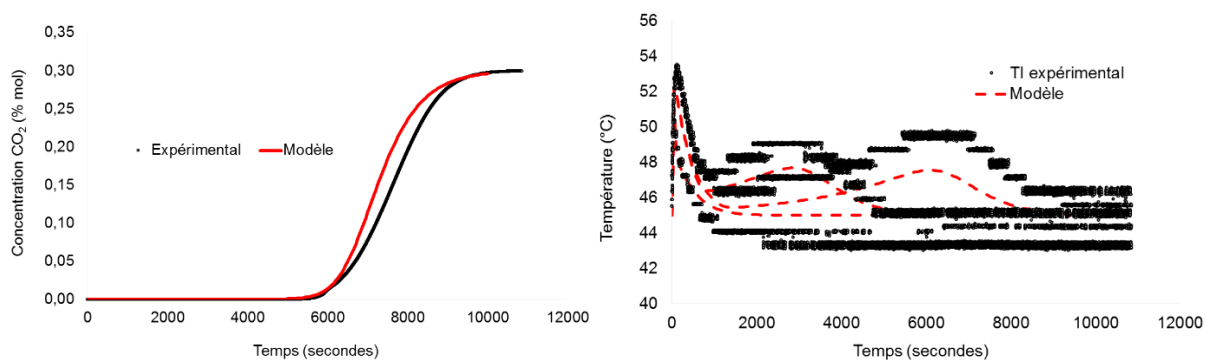 0,35
0,30
0,25
0,20
0,15
0,10
0,05
0,00
Concentration CO₂ (% mol)
Expérimental
Modèle
0 2000 4000 6000 8000 10000 12000
Temps (secondes)
56
54
52
50
48
46
44
42
40
Température (°C)
TI expérimental
Modèle
0 2000 4000 6000 8000 10000 12000
Temps (secondes)